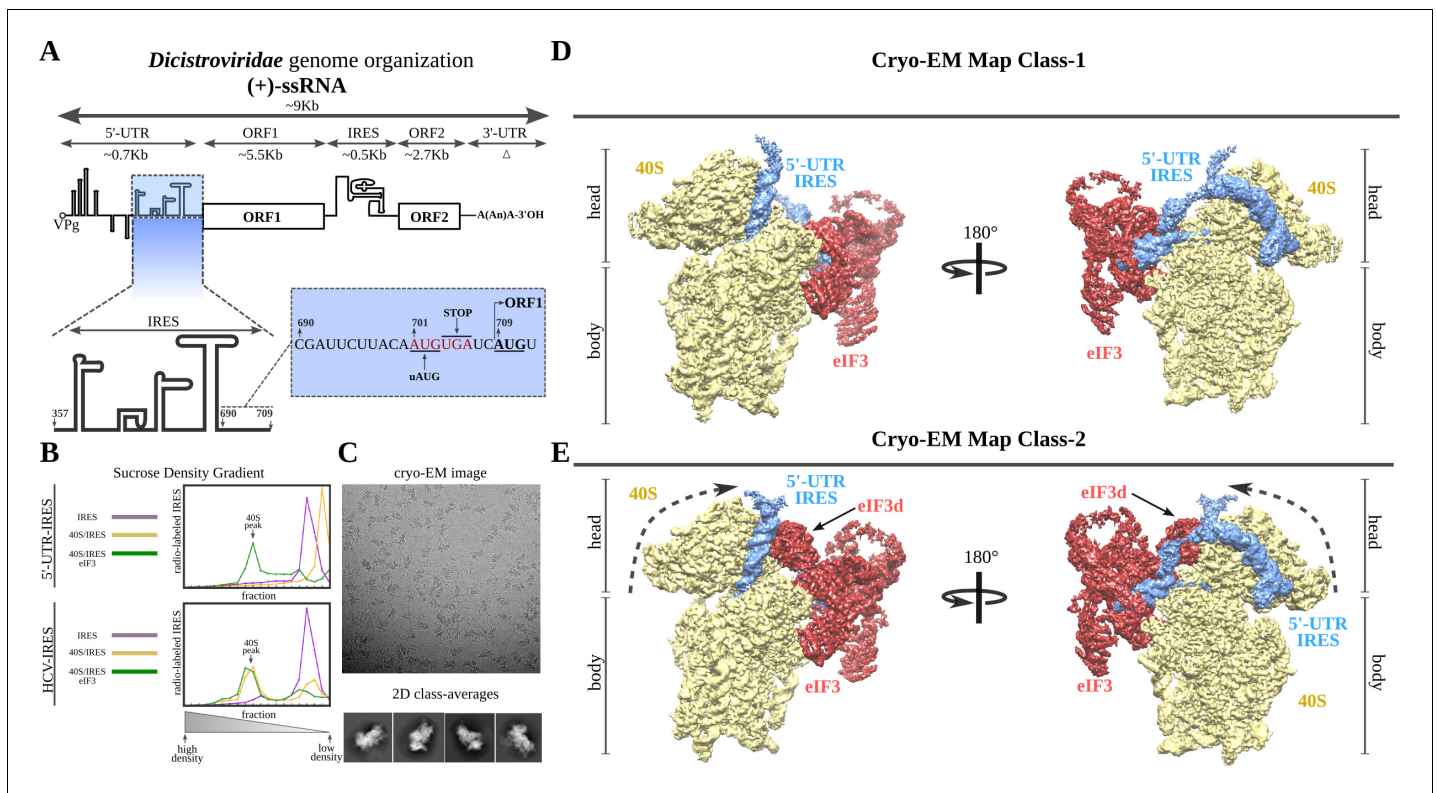 A
Dicistroviridae genome organization
(+)-ssRNA
~9Kb
5'-UTR ORF1 IRES ORF2 3'-UTR
~0.7Kb ~5.5Kb ~0.5Kb ~2.7Kb Δ
VPg ORF1 ORF2 A(An)A-3'OH
IRES
357 690 709
ORF1
STOP
690 701 709
CGAUUCUUACAAUGUGAUCAUGU
uAUG
B
Sucrose Density Gradient
5'-UTR-IRES
IRES
40S/IRES
40S/IRES
eIF3
radio-labeled IRES
40S
peak
fraction
HCV-IRES
IRES
40S/IRES
40S/IRES
eIF3
radio-labeled IRES
40S
peak
fraction
high
density
low
density
C
cryo-EM image
2D class-averages
D
Cryo-EM Map Class-1
head
body
40S
5'-UTR
IRES
eIF3
180°
5'-UTR
IRES
40S
eIF3
head
body
E
Cryo-EM Map Class-2
head
body
40S
5'-UTR
IRES
eIF3d
eIF3
180°
eIF3d
5'-UTR
IRES
eIF3
40S
head
body